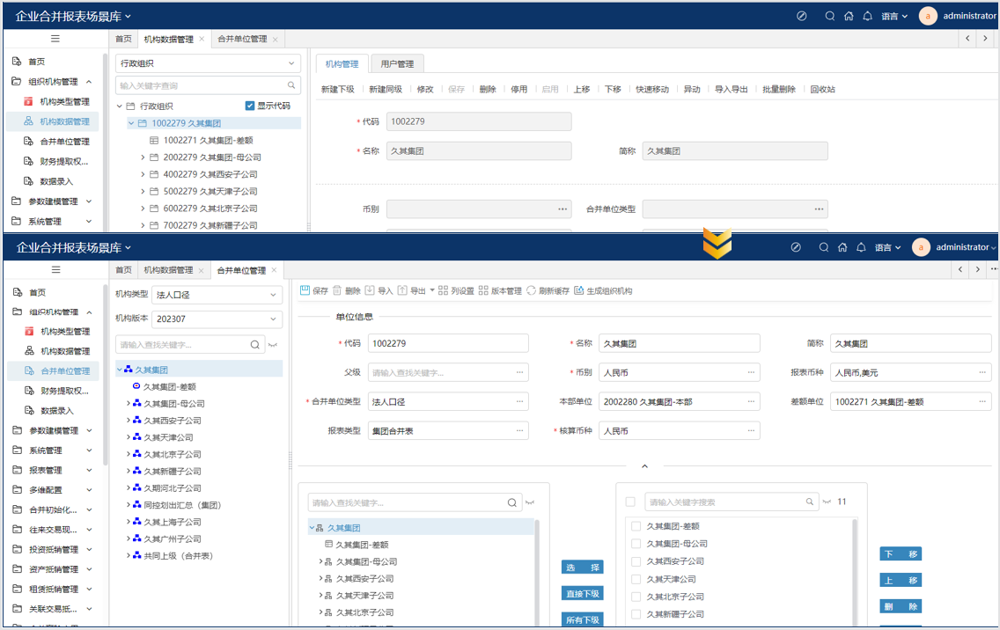 企业合并报表场景库
语言
a
administrator
首页
组织机构管理
机构类型管理
机构数据管理
合并单位管理
财务提取权...
数据录入
参数建模管理
系统管理
首页
机构数据管理
合并单位管理
行政组织
输入关键字查询
行政组织
显示代码
1002279 久其集团
1002271 久其集团-差额
2002279 久其集团-母公司
4002279 久其西安子公司
5002279 久其天津子公司
6002279 久其北京子公司
7002279 久其新疆子公司
机构管理
用户管理
新建下级 新建同级 修改 保存 删除 停用 启用 上移 下移 快速移动 异动 导入导出 批量删除 回收站
* 代码 1002279
* 名称 久其集团 简称 久其集团
币别 ... 合并单位类型 ...
企业合并报表场景库
语言
a
administrator
首页
组织机构管理
机构类型管理
机构数据管理
合并单位管理
财务提取权...
数据录入
参数建模管理
系统管理
报表管理
多维配置
合并初始化...
往来交易现...
投资抵销管理
资产抵销管理
租赁抵销管理
关联交易抵...
首页
机构数据管理
合并单位管理
机构类型 法人口径
机构版本 202307
请输入查找关键字...
久其集团
久其集团-差额
久其集团-母公司
久其西安子公司
久其天津公司
久其北京子公司
久其新疆子公司
久期河北子公司
同控划出汇总（集团）
久其上海子公司
久其广州子公司
共同上级（合并表）
保存 删除 导入 导出 列设置 版本管理 刷新缓存 生成组织机构
单位信息
* 代码 1002279 * 名称 久其集团 简称 久其集团
父级 请输入查找关键字... ... * 币别 人民币 ... 报表币种 人民币,美元 ...
* 合并单位类型 法人口径 ... 本部单位 2002280 久其集团-本部 ... 差额单位 1002271 久其集团-差额 ...
报表类型 集团合并表 ... * 核算币种 人民币 ...
请输入查找关键字...
久其集团
久其集团-差额
久其集团-母公司
久其西安子公司
久其天津子公司
久其北京子公司
选 择
直接下级
所有下级
请输入关键字搜索
11
久其集团-差额
久其集团-母公司
久其西安子公司
久其天津公司
久其北京子公司
久其新疆子公司
下 移
上 移
删 除